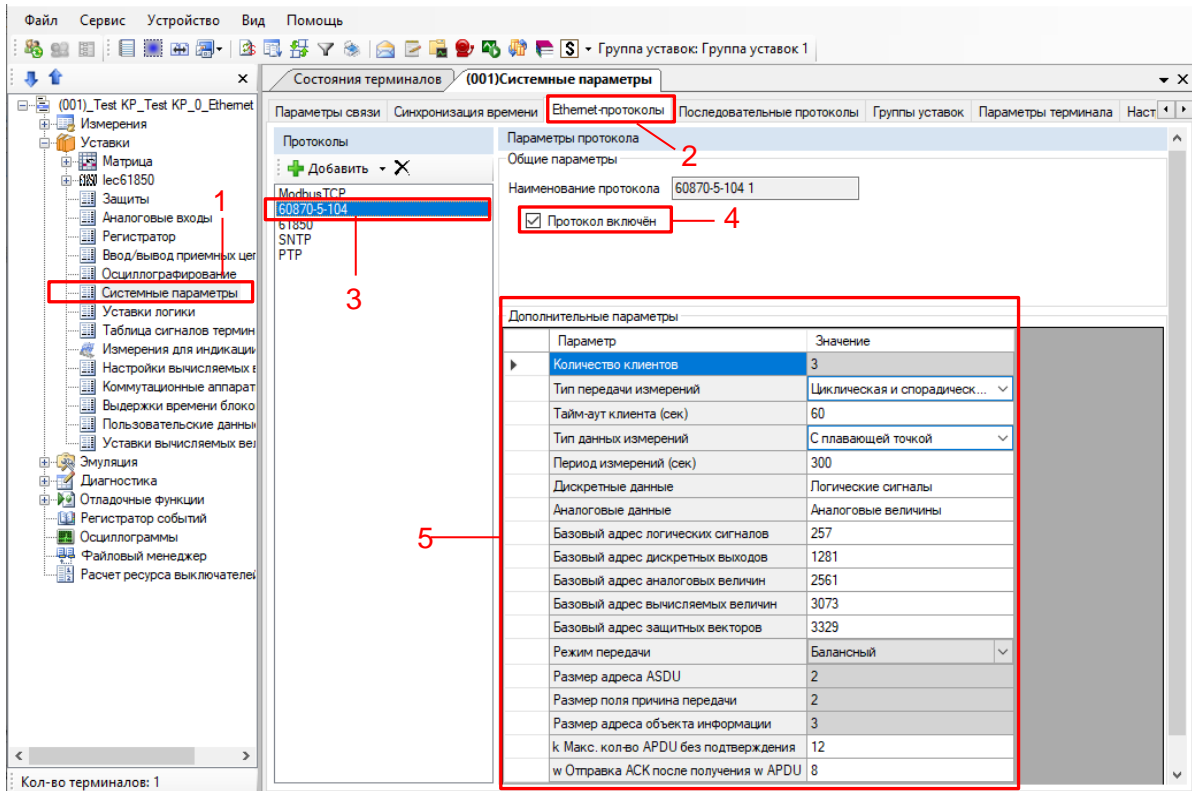 Файл Сервис Устройство Вид Помощь
S Группа уставок: Группа уставок 1
Состояния терминалов (001)Системные параметры
(001)_Test KP_Test KP_0_Ethernet
Измерения
Уставки
Матрица
Iec61850
Защиты
Аналоговые входы
Регистратор
Ввод/вывод приемных цеп
Осциллографирование
Системные параметры
Уставки логики
Таблица сигналов термин
Измерения для индикации
Настройки вычисляемых в
Коммутационные аппарат
Выдержки времени блоко
Пользовательские данны
Уставки вычисляемых вел
Эмуляция
Диагностика
Отладочные функции
Регистратор событий
Осциллограммы
Файловый менеджер
Расчет ресурса выключателей
Кол-во терминалов: 1
1
Параметры связи Синхронизация времени Ethernet-протоколы Последовательные протоколы Группы уставок Параметры терминала Наст
2
Протоколы
Добавить
ModbusTCP
60870-5-104
61850
SNTP
PTP
3
Параметры протокола
Общие параметры
Наименование протокола 60870-5-104 1
Протокол включён
4
Дополнительные параметры
5
Параметр Значение
Количество клиентов 3
Тип передачи измерений Циклическая и спорадическ...
Тайм-аут клиента (сек) 60
Тип данных измерений С плавающей точкой
Период измерений (сек) 300
Дискретные данные Логические сигналы
Аналоговые данные Аналоговые величины
Базовый адрес логических сигналов 257
Базовый адрес дискретных выходов 1281
Базовый адрес аналоговых величин 2561
Базовый адрес вычисляемых величин 3073
Базовый адрес защитных векторов 3329
Режим передачи Балансный
Размер адреса ASDU 2
Размер поля причина передачи 2
Размер адреса объекта информации 3
k Макс. кол-во APDU без подтверждения 12
w Отправка ACK после получения w APDU 8